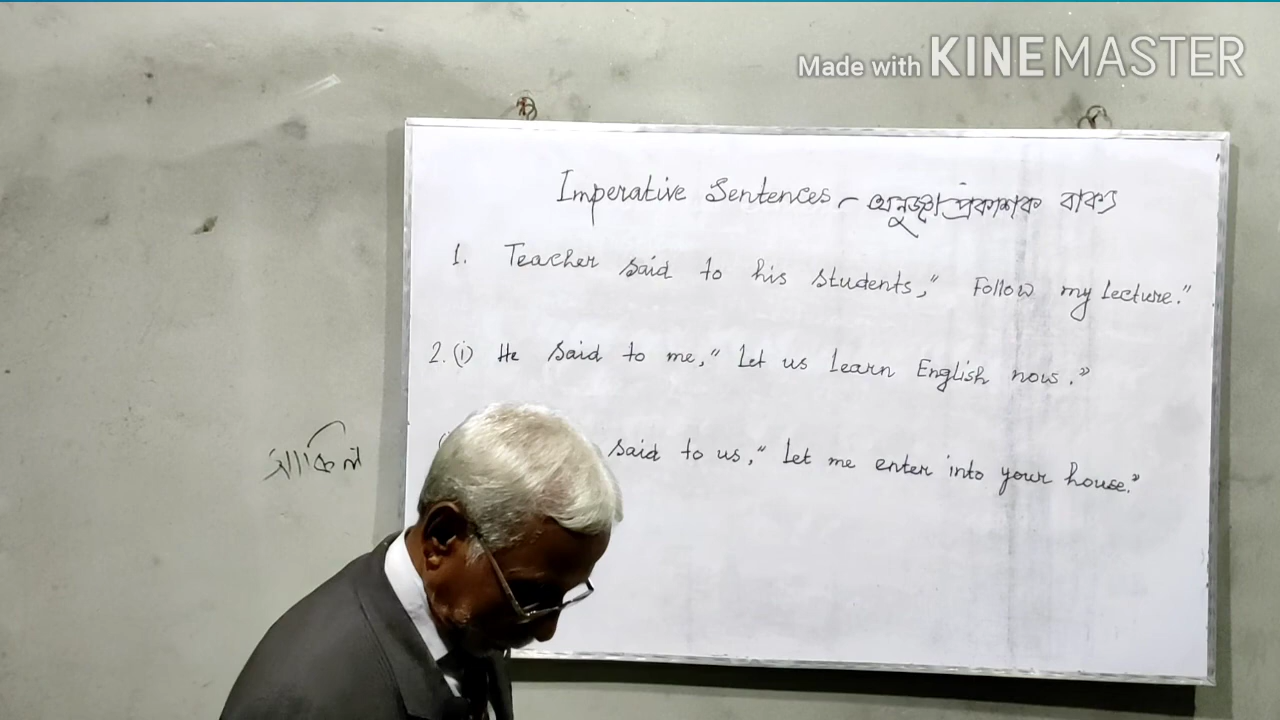 Made with KINEMASTER
Imperative Sentences - অনুজ্ঞা প্রকাশক বাক্য
1. Teacher said to his students," Follow my lecture."
2. (i) He said to me," Let us learn English now."
said to us," Let me enter into your house."